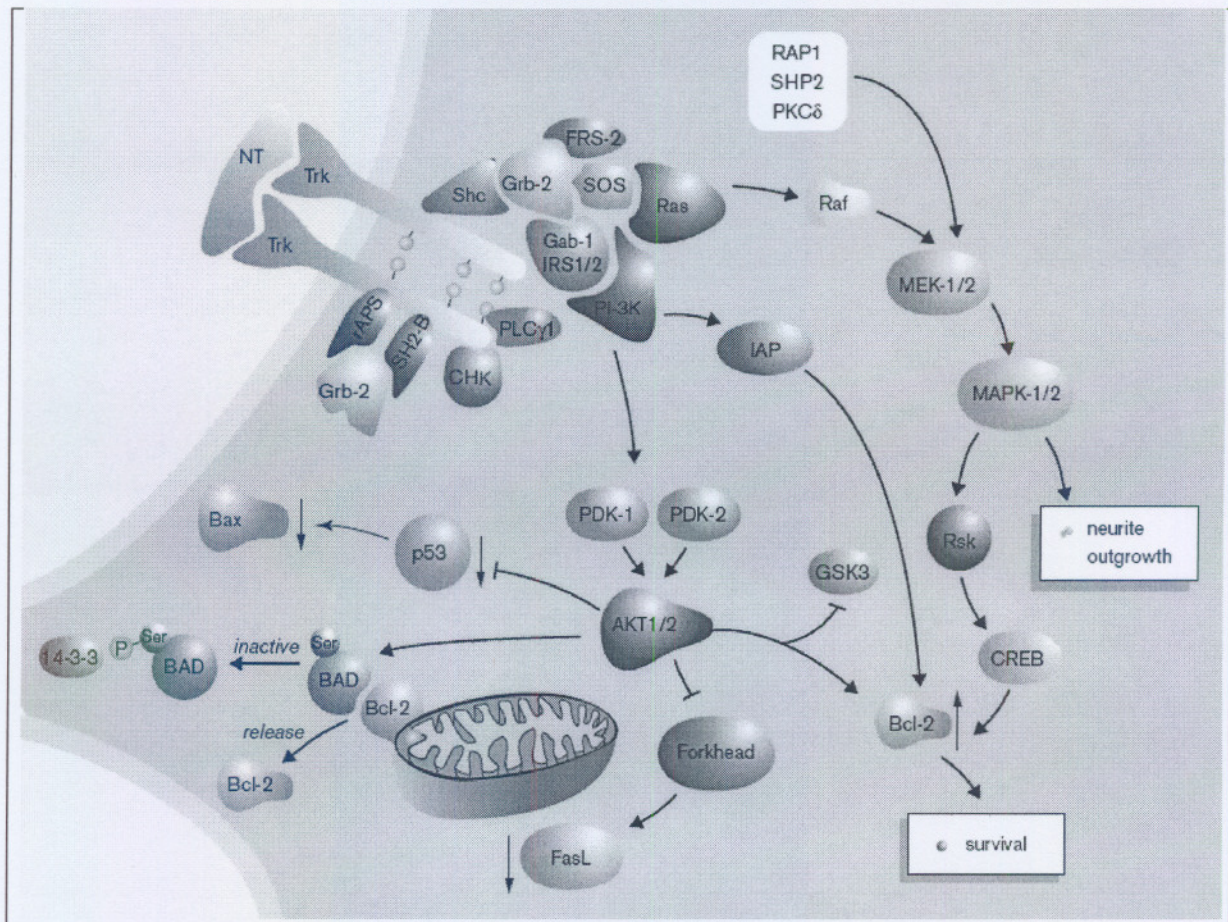 RAP1
SHP2
PKCδ
FRS-2
NT
Trk
Shc
Grb-2
SOS
Ras
Raf
Trk
Gab-1
IRS1/2
MEK-1/2
PI-3K
rAPS
SH2-B
PLCγ1
IAP
Grb-2
CHK
MAPK-1/2
Bax
p53
PDK-1
PDK-2
Rsk
neurite
outgrowth
GSK3
AKT1/2
14-3-3
P
Ser
BAD
inactive
Ser
BAD
Bcl-2
CREB
Bcl-2
release
Forkhead
Bcl-2
FasL
survival